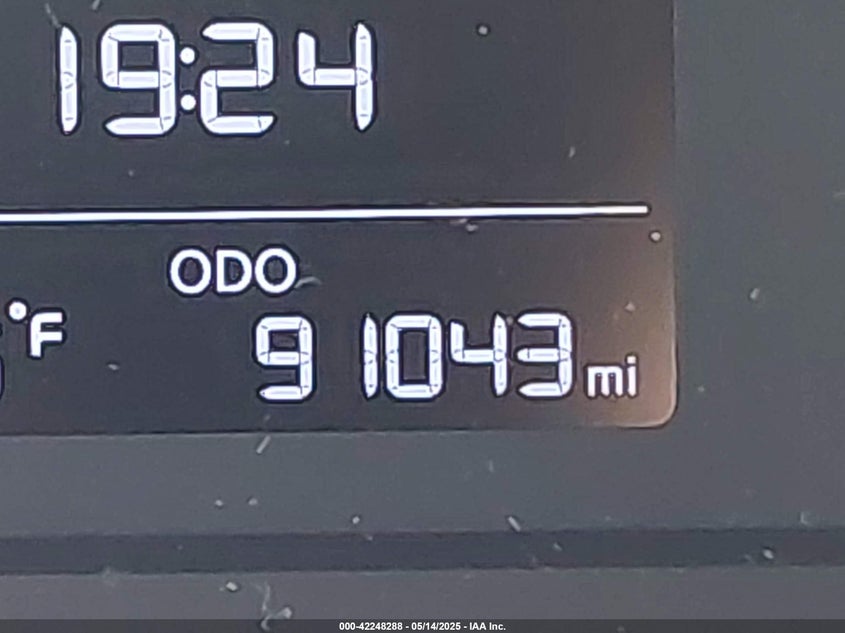 19:24
ODO
°F 91043 mi
000-42248288 - 05/14/2025 - IAA Inc.